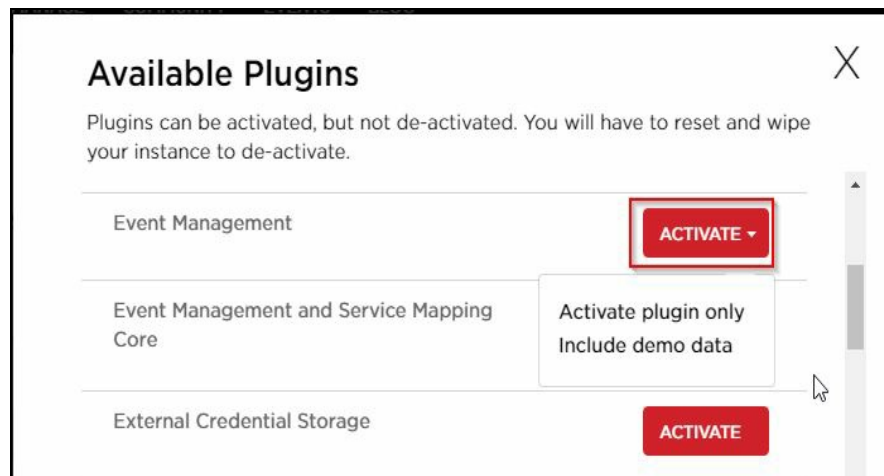 Available Plugins
X
Plugins can be activated, but not de-activated. You will have to reset and wipe
your instance to de-activate.
Event Management
ACTIVATE
Event Management and Service Mapping
Core
Activate plugin only
Include demo data
External Credential Storage
ACTIVATE